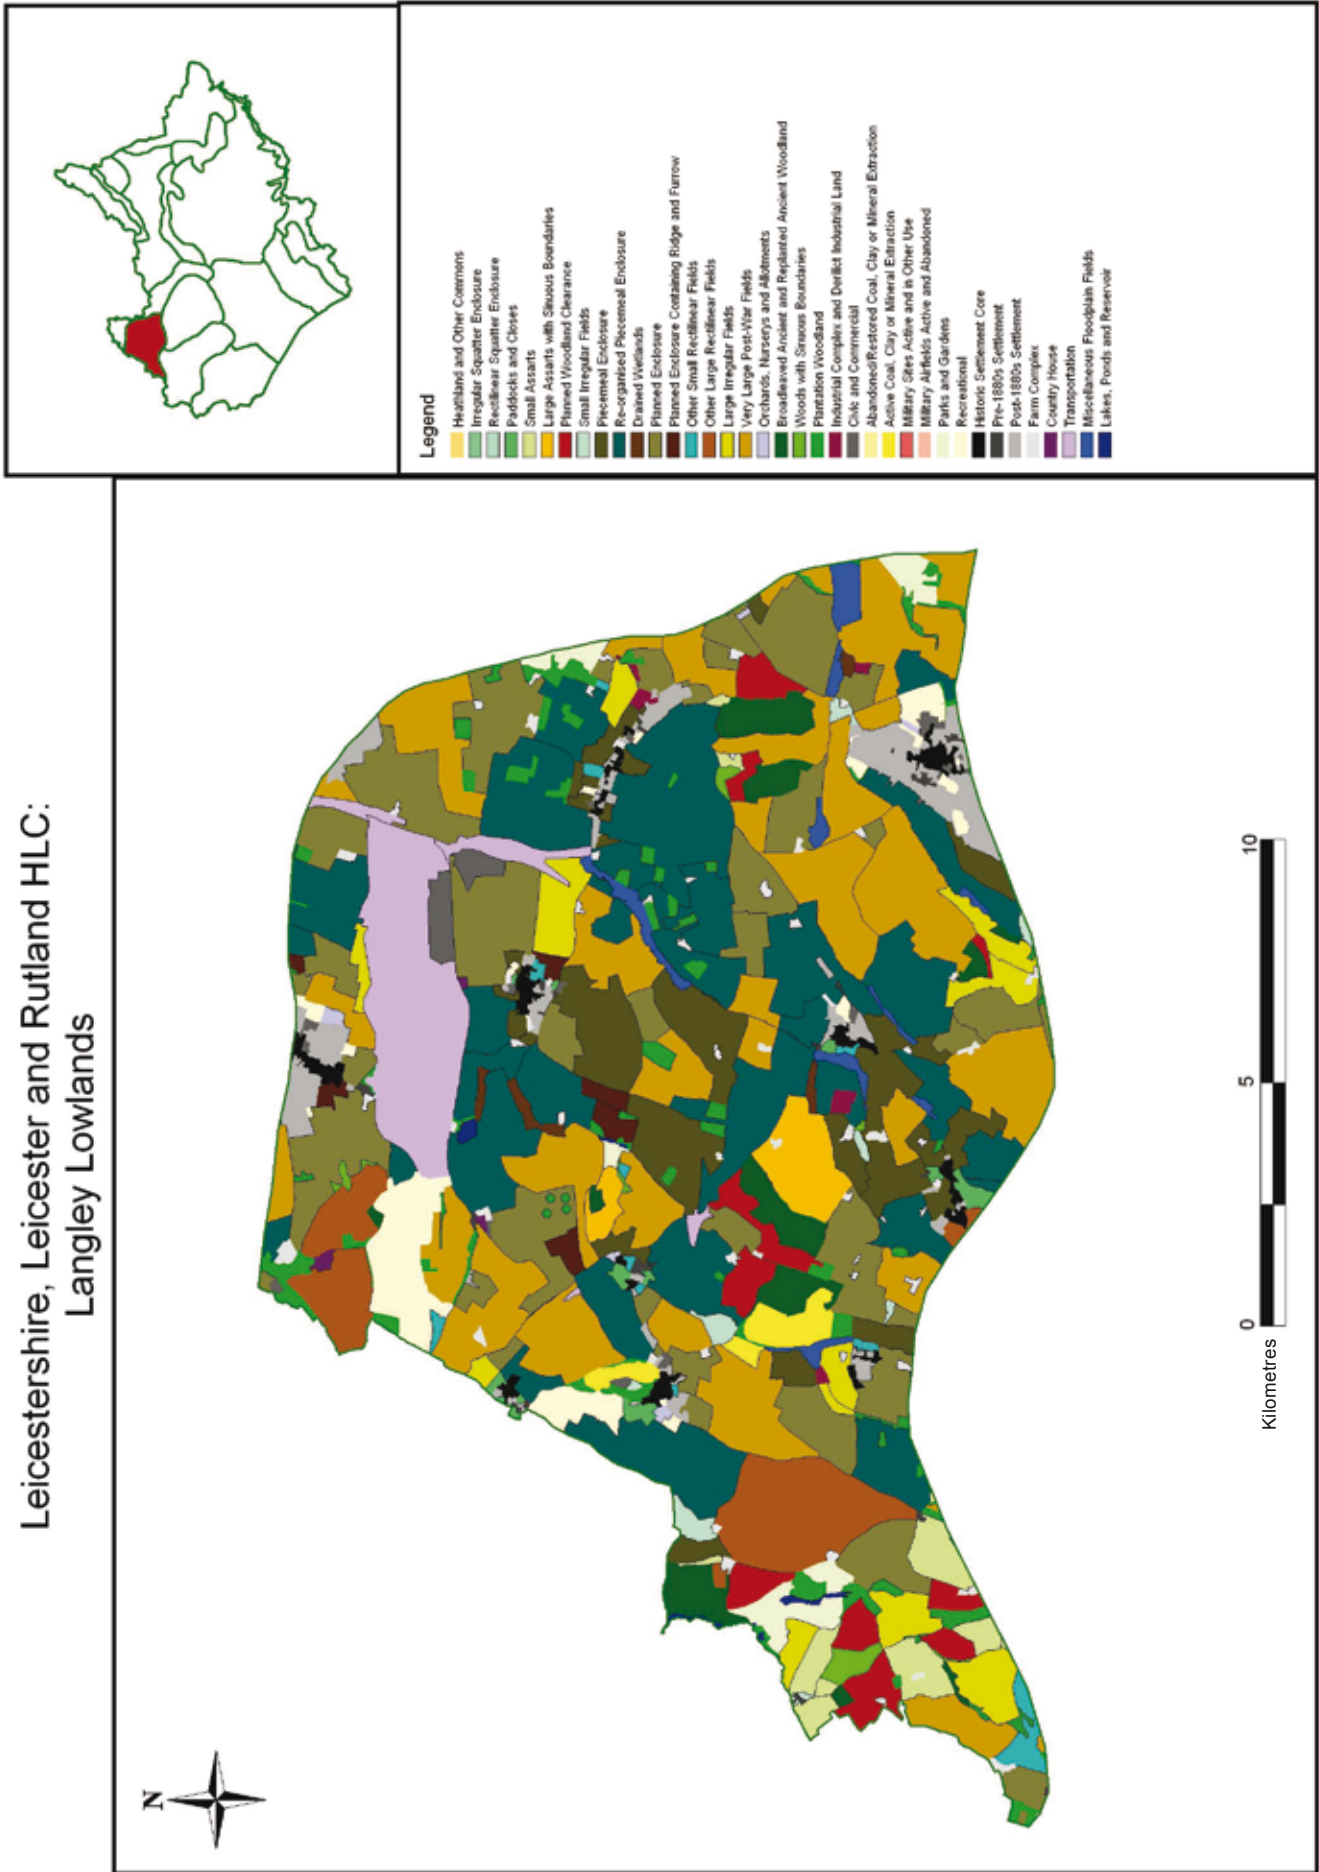 Leicestershire, Leicester and Rutland HLC:
Langley Lowlands
Legend
Heathland and Other Commons
Irregular Squatter Enclosure
Rectilinear Squatter Enclosure
Paddocks and Closes
Small Assarts
Large Assarts with Sinuous Boundaries
Planned Woodland Clearance
Small Irregular Fields
Piecemeal Enclosure
Re-organised Piecemeal Enclosure
Drained Wetlands
Planned Enclosure
Planned Enclosure Containing Ridge and Furrow
Other Small Rectilinear Fields
Other Large Rectilinear Fields
Large Irregular Fields
Very Large Post-War Fields
Orchards, Nurserys and Allotments
Broadleaved Ancient and Replanted Ancient Woodland
Woods with Sinuous Boundaries
Plantation Woodland
Industrial Complex and Derilict Industrial Land
Civic and Commercial
Abandoned/Restored Coal, Clay or Mineral Extraction
Active Coal, Clay or Mineral Extraction
Military Sites Active and in Other Use
Military Airfields Active and Abandoned
Parks and Gardens
Recreational
Historic Settlement Core
Pre-1880s Settlement
Post-1880s Settlement
Farm Complex
Country House
Transportation
Miscellaneous Floodplain Fields
Lakes, Ponds and Reservoir
N
0 5 10
Kilometres